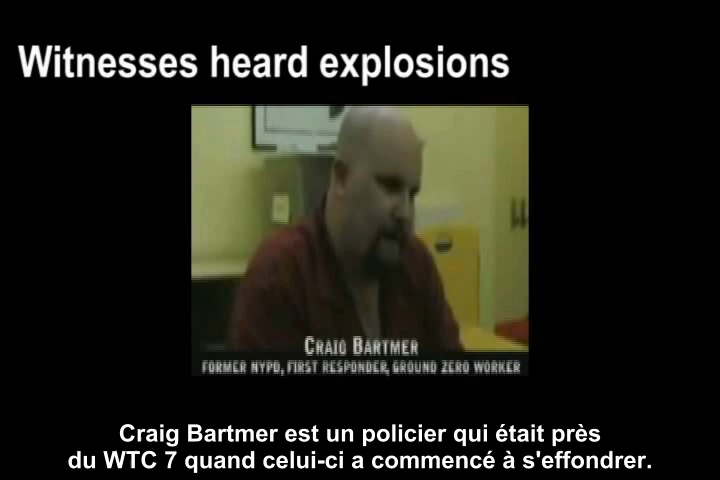 Witnesses heard explosions
CRAIG BARTMER
FORMER NYPD, FIRST RESPONDER, GROUND ZERO WORKER
Craig Bartmer est un policier qui était près
du WTC 7 quand celui-ci a commencé à s'effondrer.